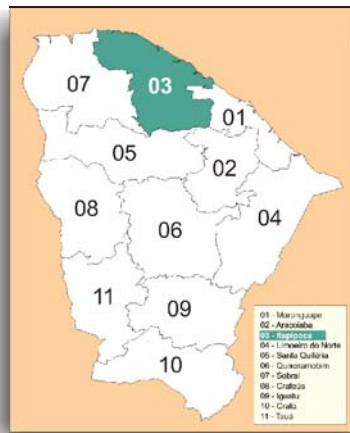 03
07
01
05
02
08
04
06
11
09
10
01 - Maranguape
02 - Aracoiaba
03 - Itapipoca
04 - Limoeiro do Norte
05 - Santa Quitéria
06 - Quixeramobim
07 - Sobral
08 - Crateús
09 - Iguatu
10 - Crato
11 - Tauá